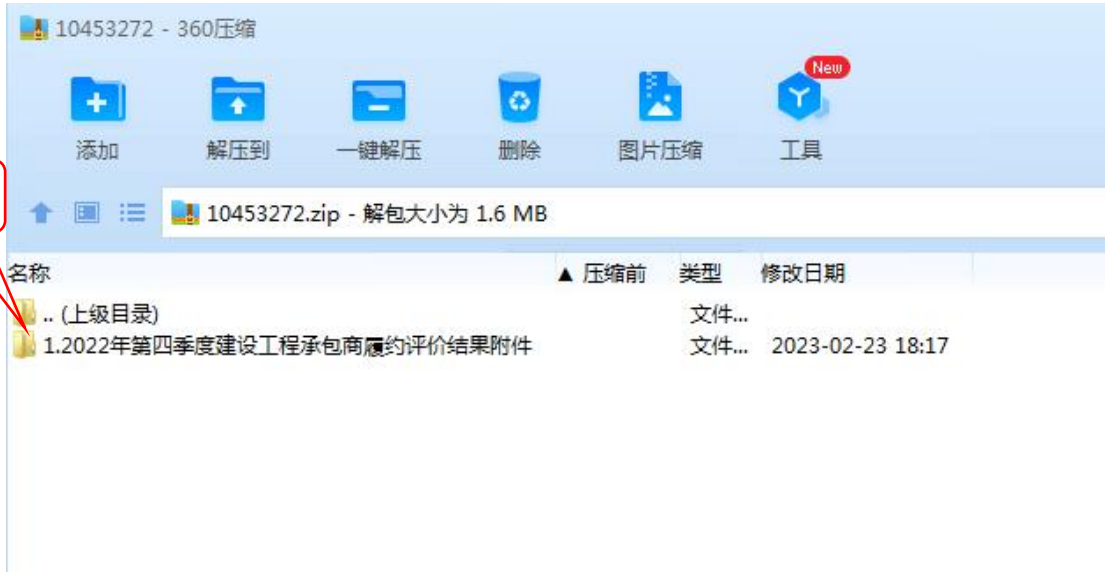 10453272 - 360压缩
New
添加 解压到 一键解压 删除 图片压缩 工具
10453272.zip - 解包大小为 1.6 MB
名称 ▲ 压缩前 类型 修改日期
.. (上级目录) 文件...
1.2022年第四季度建设工程承包商履约评价结果附件 文件... 2023-02-23 18:17